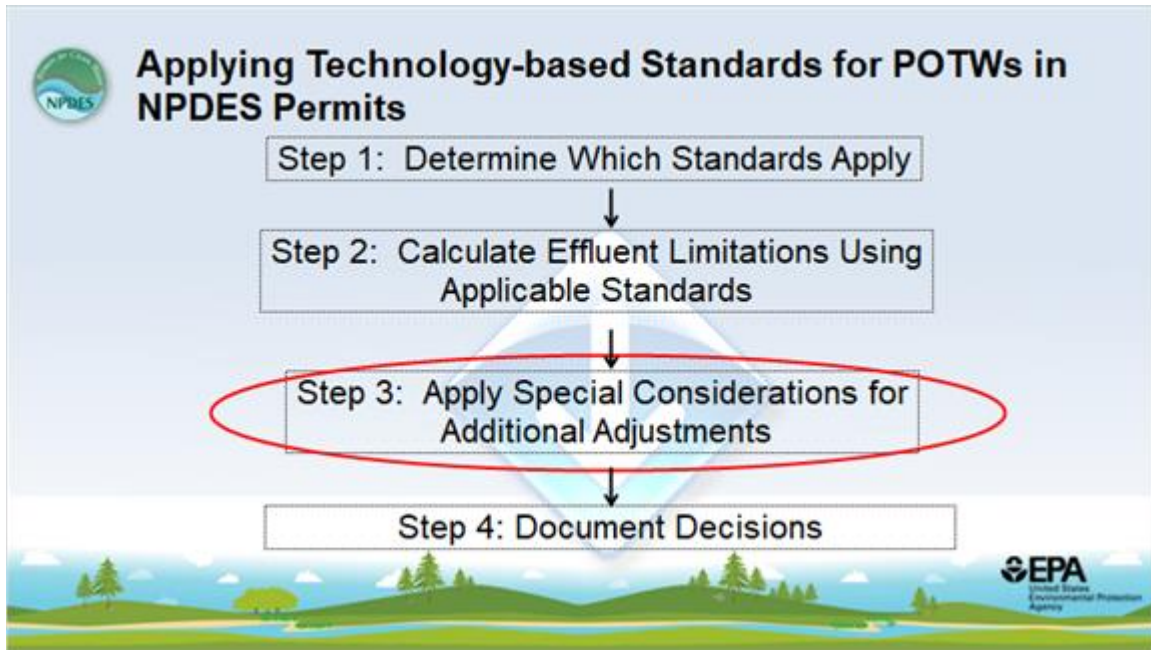 Applying Technology-based Standards for POTWs in
NPDES Permits
NPDES
Step 1: Determine Which Standards Apply
Step 2: Calculate Effluent Limitations Using
Applicable Standards
Step 3: Apply Special Considerations for
Additional Adjustments
Step 4: Document Decisions
EPA
United States
Environmental Protection
Agency